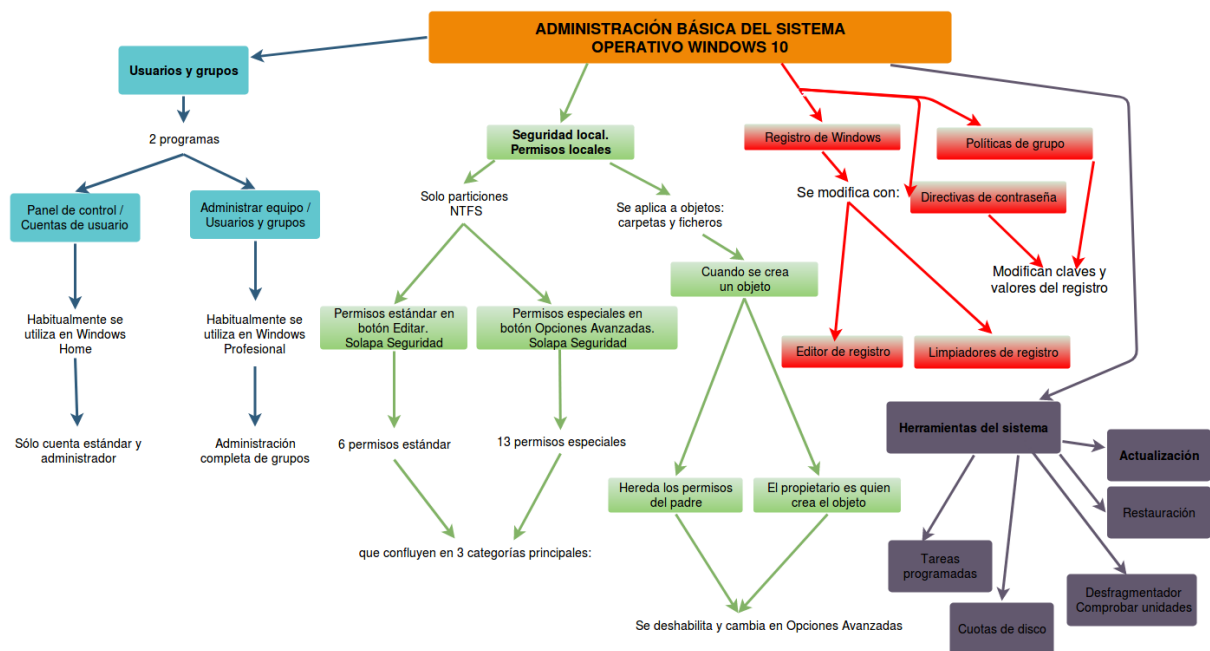 ADMINISTRACIÓN BÁSICA DEL SISTEMA
OPERATIVO WINDOWS 10
Usuarios y grupos
2 programas
Panel de control /
Cuentas de usuario
Administrar equipo /
Usuarios y grupos
Habitualmente se
utiliza en Windows
Home
Habitualmente se
utiliza en Windows
Profesional
Sólo cuenta estándar y
administrador
Administración
completa de grupos
Seguridad local.
Permisos locales
Solo particiones
NTFS
Se aplica a objetos:
carpetas y ficheros
Permisos estándar en
botón Editar.
Solapa Seguridad
Permisos especiales en
botón Opciones Avanzadas.
Solapa Seguridad
6 permisos estándar
13 permisos especiales
que confluyen en 3 categorías principales:
Cuando se crea
un objeto
Hereda los permisos
del padre
El propietario es quien
crea el objeto
Se deshabilita y cambia en Opciones Avanzadas
Registro de Windows
Políticas de grupo
Se modifica con:
Directivas de contraseña
Modifican claves y
valores del registro
Editor de registro
Limpiadores de registro
Herramientas del sistema
Actualización
Restauración
Tareas
programadas
Desfragmentador
Comprobar unidades
Cuotas de disco